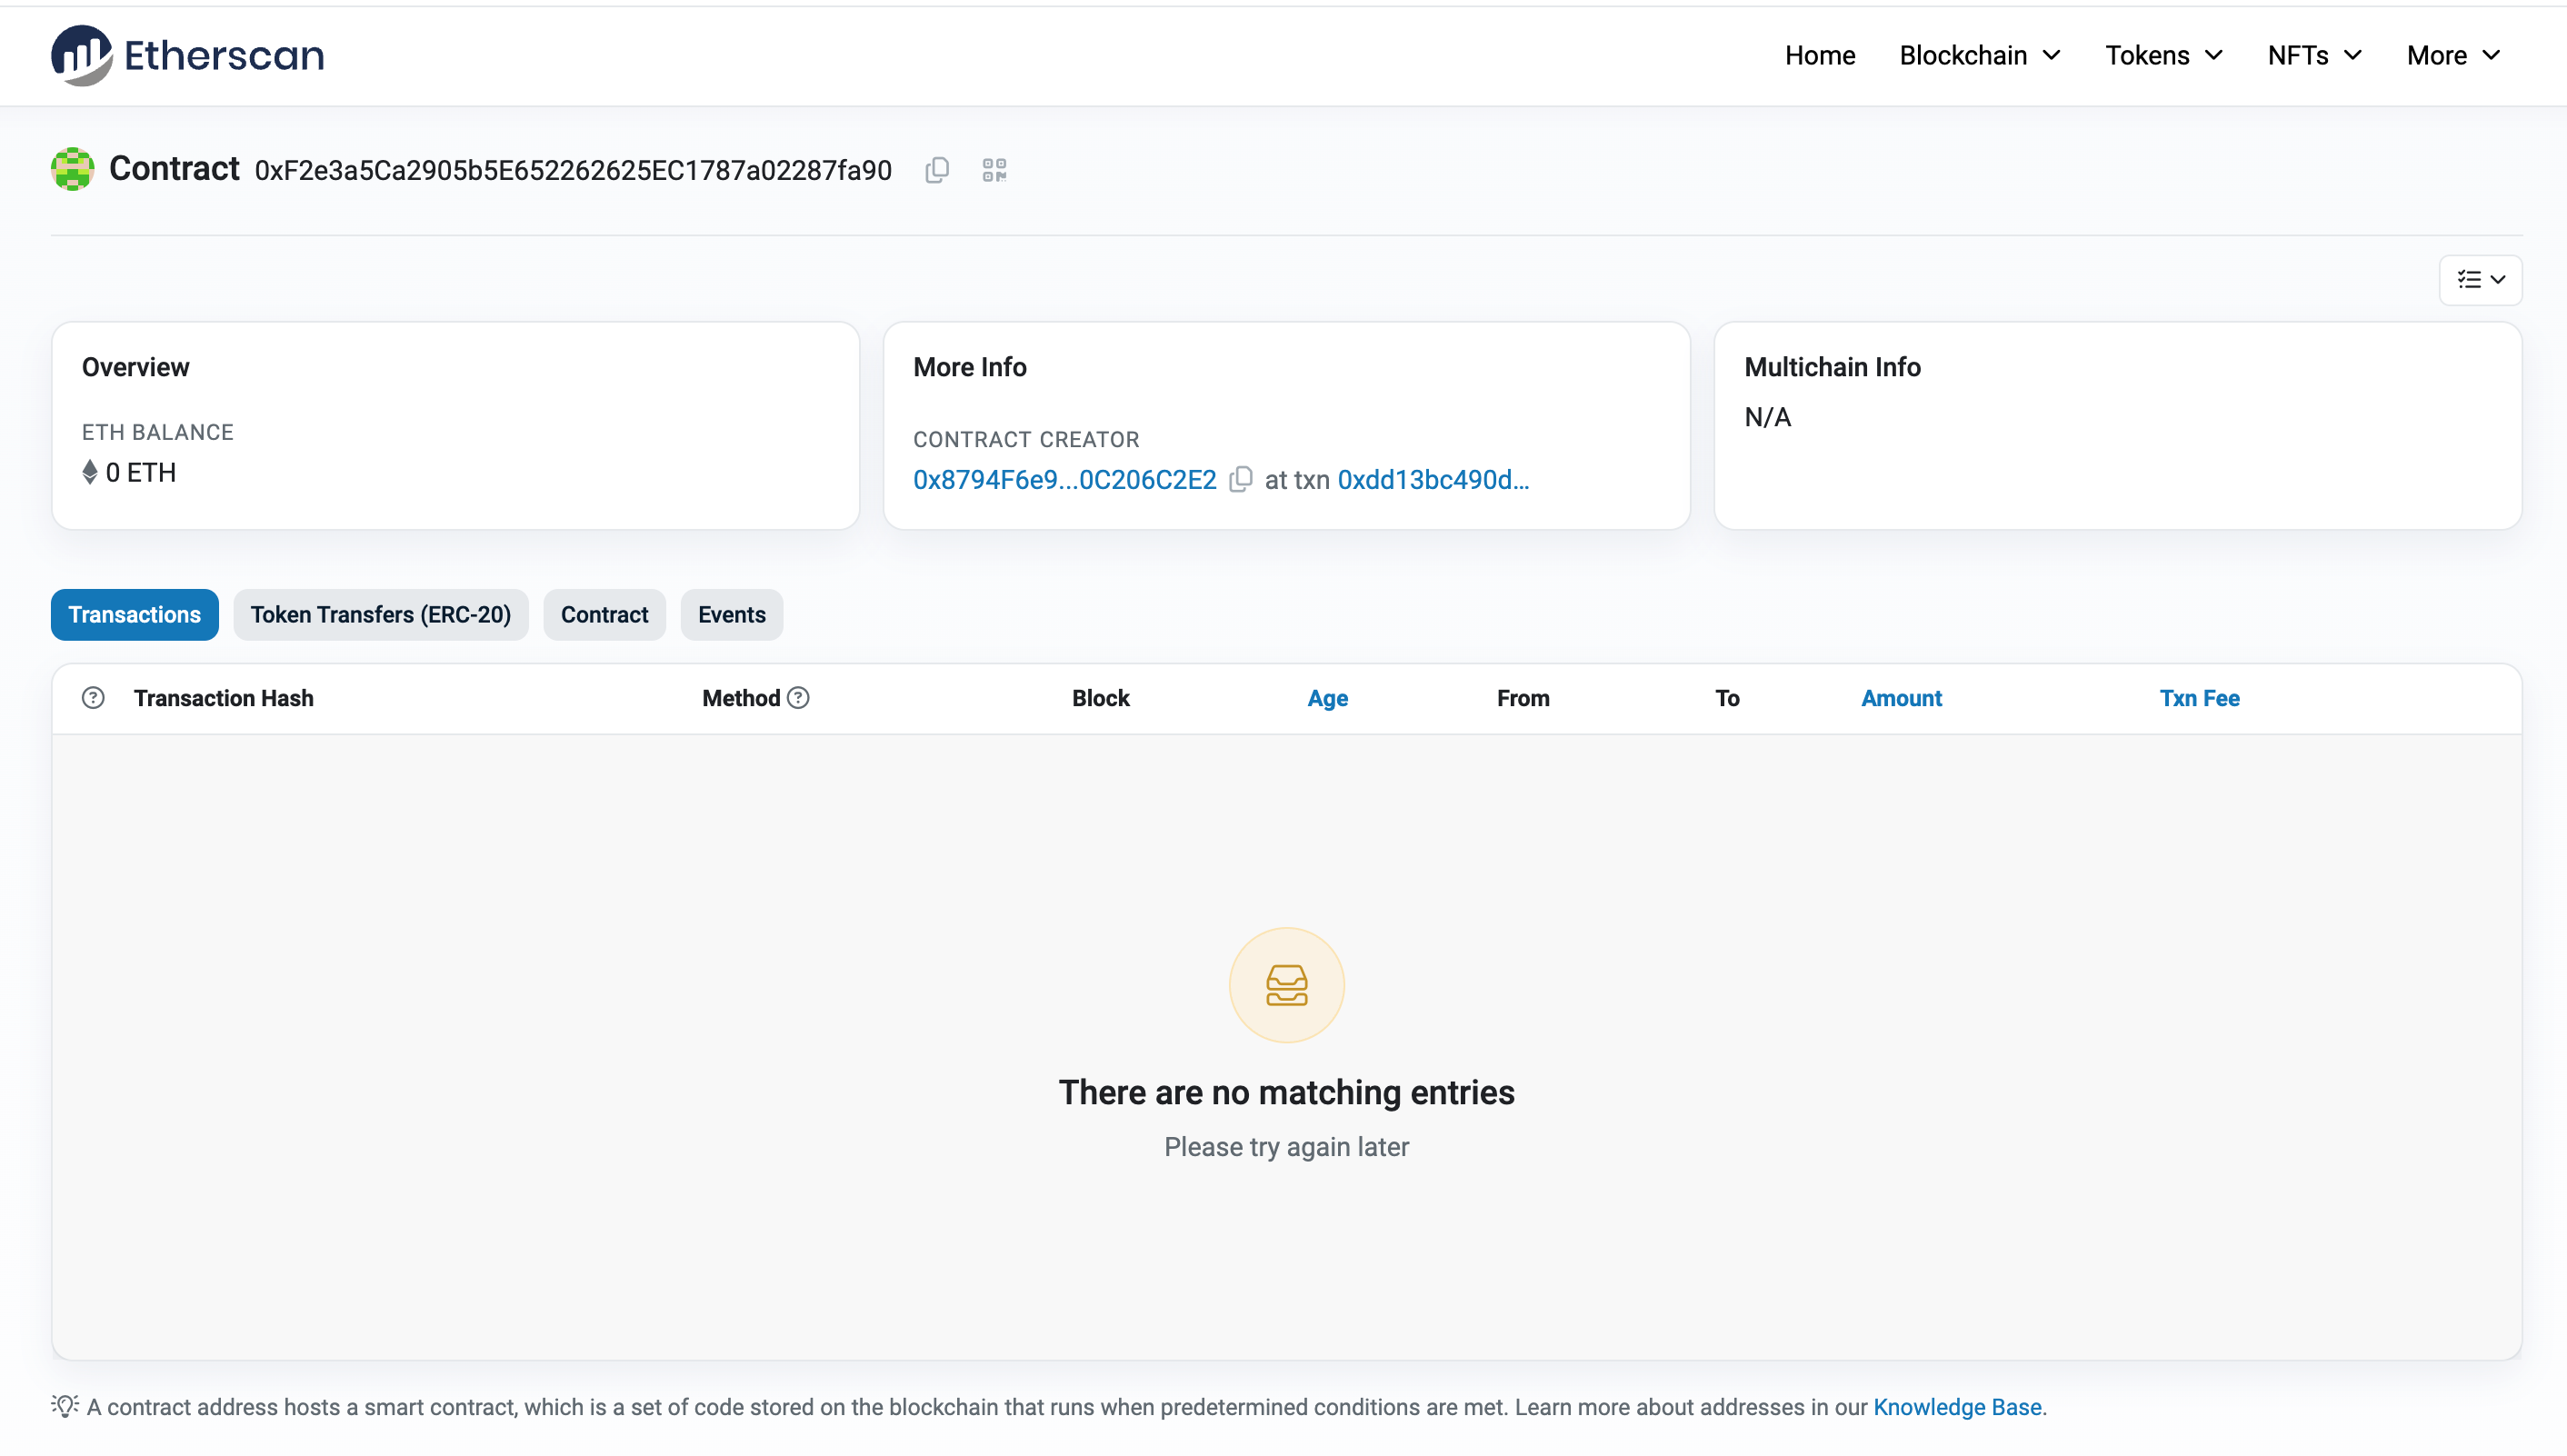 Etherscan
Home Blockchain Tokens NFTs More
Contract 0xF2e3a5Ca2905b5E652262625EC1787a02287fa90
Overview
ETH BALANCE
0 ETH
More Info
CONTRACT CREATOR
0x8794F6e9...0C206C2E2 at txn 0xdd13bc490d...
Multichain Info
N/A
Transactions Token Transfers (ERC-20) Contract Events
? Transaction Hash Method ? Block Age From To Amount Txn Fee
There are no matching entries
Please try again later
A contract address hosts a smart contract, which is a set of code stored on the blockchain that runs when predetermined conditions are met. Learn more about addresses in our Knowledge Base.